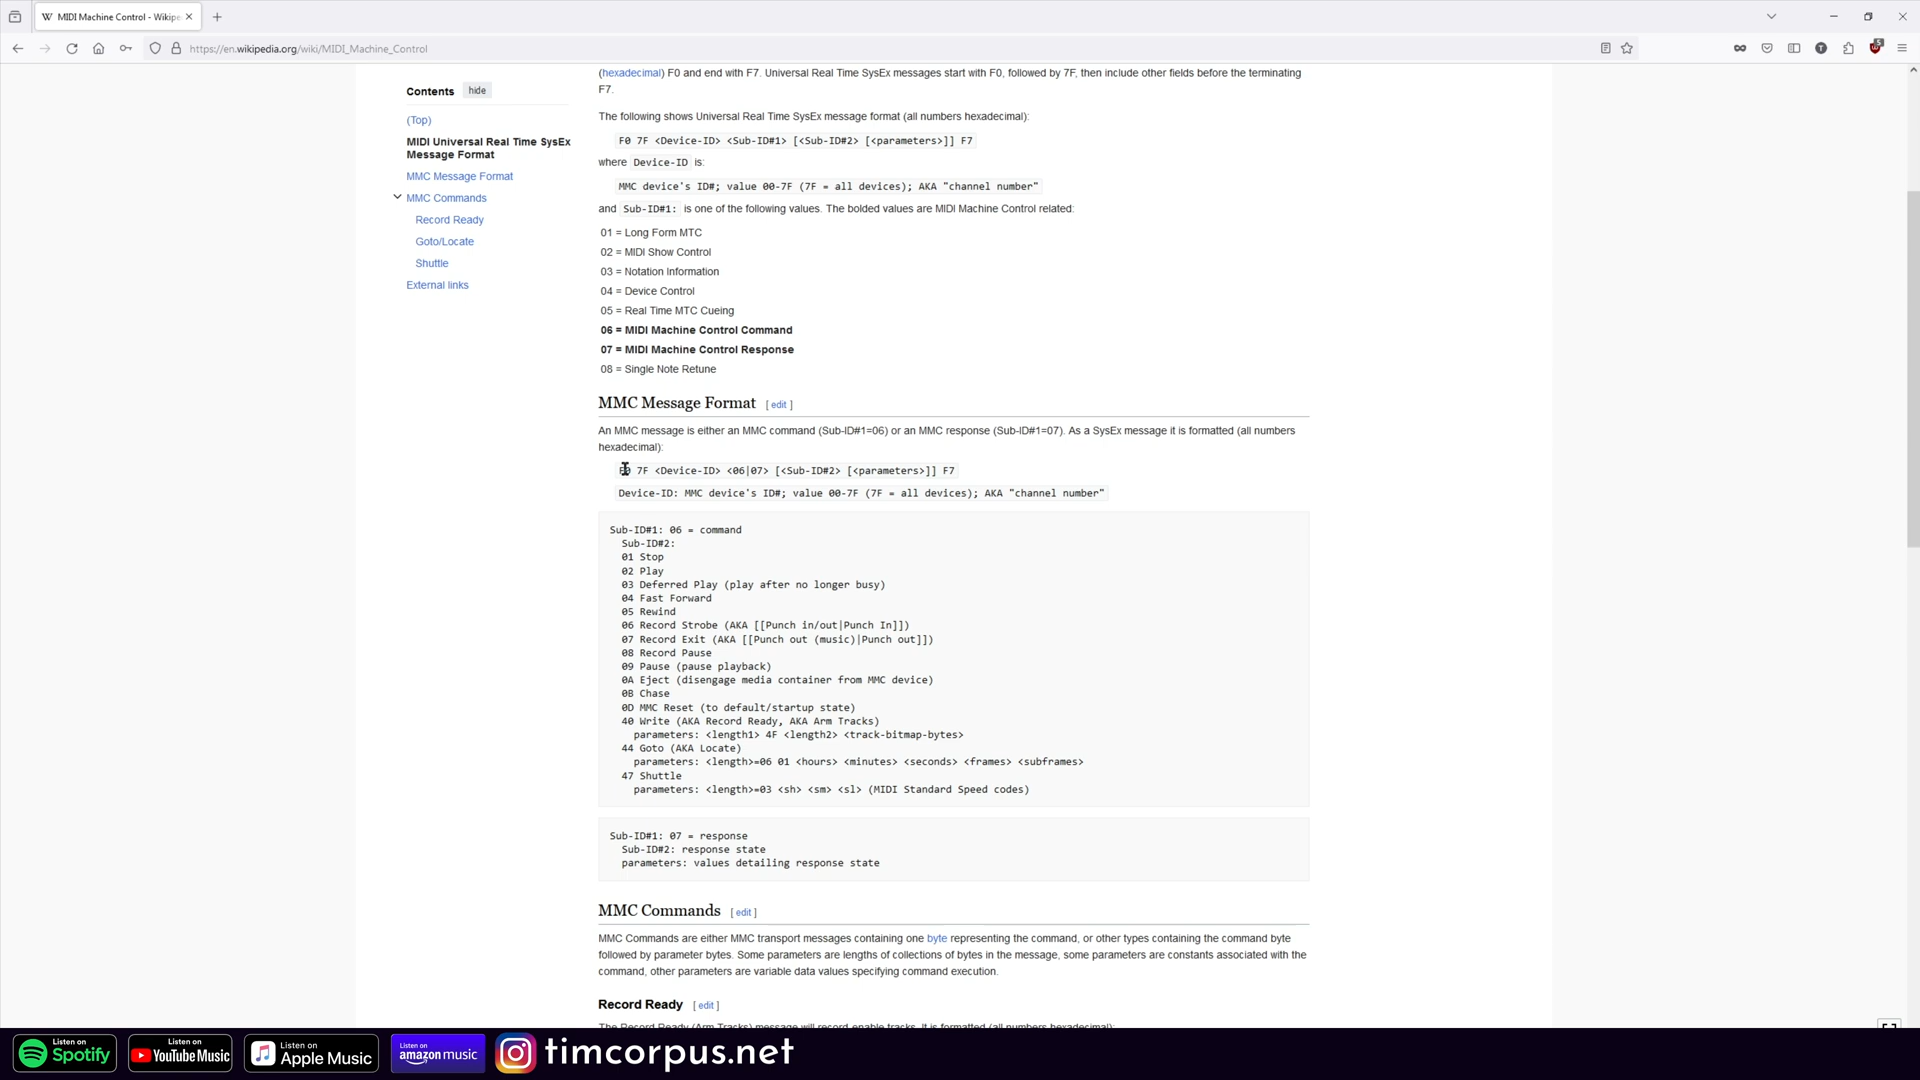 MIDI Machine Control - Wikipe
https://en.wikipedia.org/wiki/MIDI_Machine_Control
5
Contents hide
(Top)
MIDI Universal Real Time SysEx
Message Format
MMC Message Format
MMC Commands
Record Ready
Goto/Locate
Shuttle
External links
(hexadecimal) F0 and end with F7. Universal Real Time SysEx messages start with F0, followed by 7F, then include other fields before the terminating
F7.
The following shows Universal Real Time SysEx message format (all numbers hexadecimal):
F0 7F <Device-ID> <Sub-ID#1> [<Sub-ID#2> [<parameters>]] F7
where Device-ID is:
MMC device's ID#; value 00-7F (7F = all devices); AKA "channel number"
and Sub-ID#1: is one of the following values. The bolded values are MIDI Machine Control related:
01 = Long Form MTC
02 = MIDI Show Control
03 = Notation Information
04 = Device Control
05 = Real Time MTC Cueing
06 = MIDI Machine Control Command
07 = MIDI Machine Control Response
08 = Single Note Retune
MMC Message Format [ edit ]
An MMC message is either an MMC command (Sub-ID#1=06) or an MMC response (Sub-ID#1=07). As a SysEx message it is formatted (all numbers
hexadecimal):
F0 7F <Device-ID> <06|07> [<Sub-ID#2> [<parameters>]] F7
Device-ID: MMC device's ID#; value 00-7F (7F = all devices); AKA "channel number"
Sub-ID#1: 06 = command
Sub-ID#2:
01 Stop
02 Play
03 Deferred Play (play after no longer busy)
04 Fast Forward
05 Rewind
06 Record Strobe (AKA [[Punch in/out|Punch In]])
07 Record Exit (AKA [[Punch out (music)|Punch out]])
08 Record Pause
09 Pause (pause playback)
0A Eject (disengage media container from MMC device)
0B Chase
0D MMC Reset (to default/startup state)
40 Write (AKA Record Ready, AKA Arm Tracks)
parameters: <length1> 4F <length2> <track-bitmap-bytes>
44 Goto (AKA Locate)
parameters: <length>=06 01 <hours> <minutes> <seconds> <frames> <subframes>
47 Shuttle
parameters: <length>=03 <sh> <sm> <sl> (MIDI Standard Speed codes)
Sub-ID#1: 07 = response
Sub-ID#2: response state
parameters: values detailing response state
MMC Commands [ edit ]
MMC Commands are either MMC transport messages containing one byte representing the command, or other types containing the command byte
followed by parameter bytes. Some parameters are lengths of collections of bytes in the message, some parameters are constants associated with the
command, other parameters are variable data values specifying command execution.
Record Ready [ edit ]
The Record Ready (Arm Tracks) message will record enable tracks. It is formatted (all numbers hexadecimal):
Listen on Spotify
Listen on YouTube Music
Listen on Apple Music
Listen on amazon music
timcorpus.net